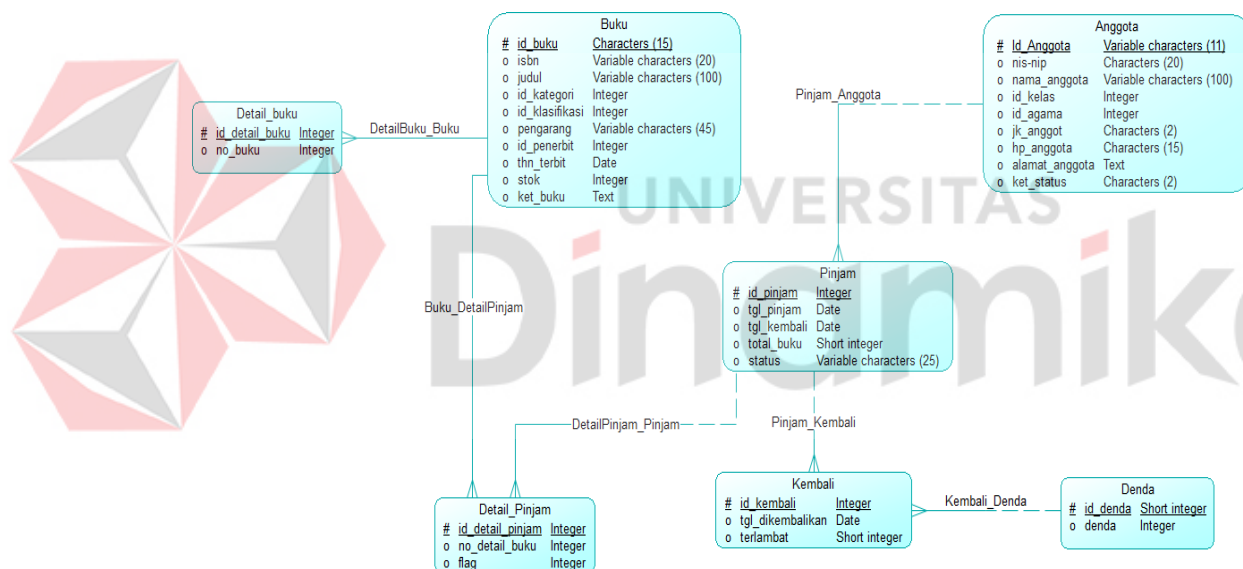 Buku
# id_buku Characters (15)
o isbn Variable characters (20)
o judul Variable characters (100)
o id_kategori Integer
o id_klasifikasi Integer
o pengarang Variable characters (45)
o id_penerbit Integer
o thn_terbit Date
o stok Integer
o ket_buku Text
Anggota
# Id_Anggota Variable characters (11)
o nis-nip Characters (20)
o nama_anggota Variable characters (100)
o id_kelas Integer
o id_agama Integer
o jk_anggot Characters (2)
o hp_anggota Characters (15)
o alamat_anggota Text
o ket_status Characters (2)
Pinjam_Anggota
Detail_buku
# id_detail_buku Integer
o no_buku Integer
DetailBuku_Buku
UNIVERSITAS
Dinamika
Pinjam
# id_pinjam Integer
o tgl_pinjam Date
o tgl_kembali Date
o total_buku Short integer
o status Variable characters (25)
Buku_DetailPinjam
DetailPinjam_Pinjam
Pinjam_Kembali
Kembali
# id_kembali Integer
o tgl_dikembalikan Date
o terlambat Short integer
Kembali_Denda
Denda
# id_denda Short integer
o denda Integer
Detail_Pinjam
# id_detail_pinjam Integer
o no_detail_buku Integer
o flag Integer